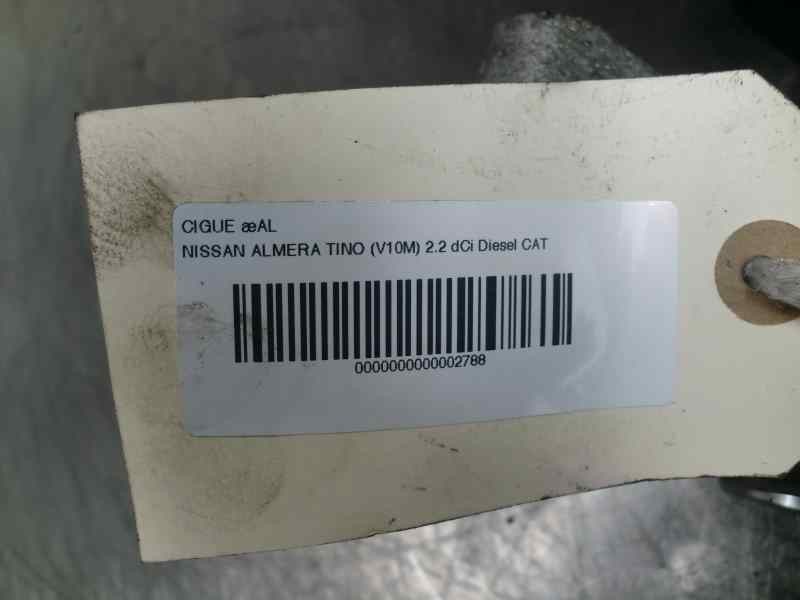 CIGUE æAL
NISSAN ALMERA TINO (V10M) 2.2 dCi Diesel CAT
0000000000002788